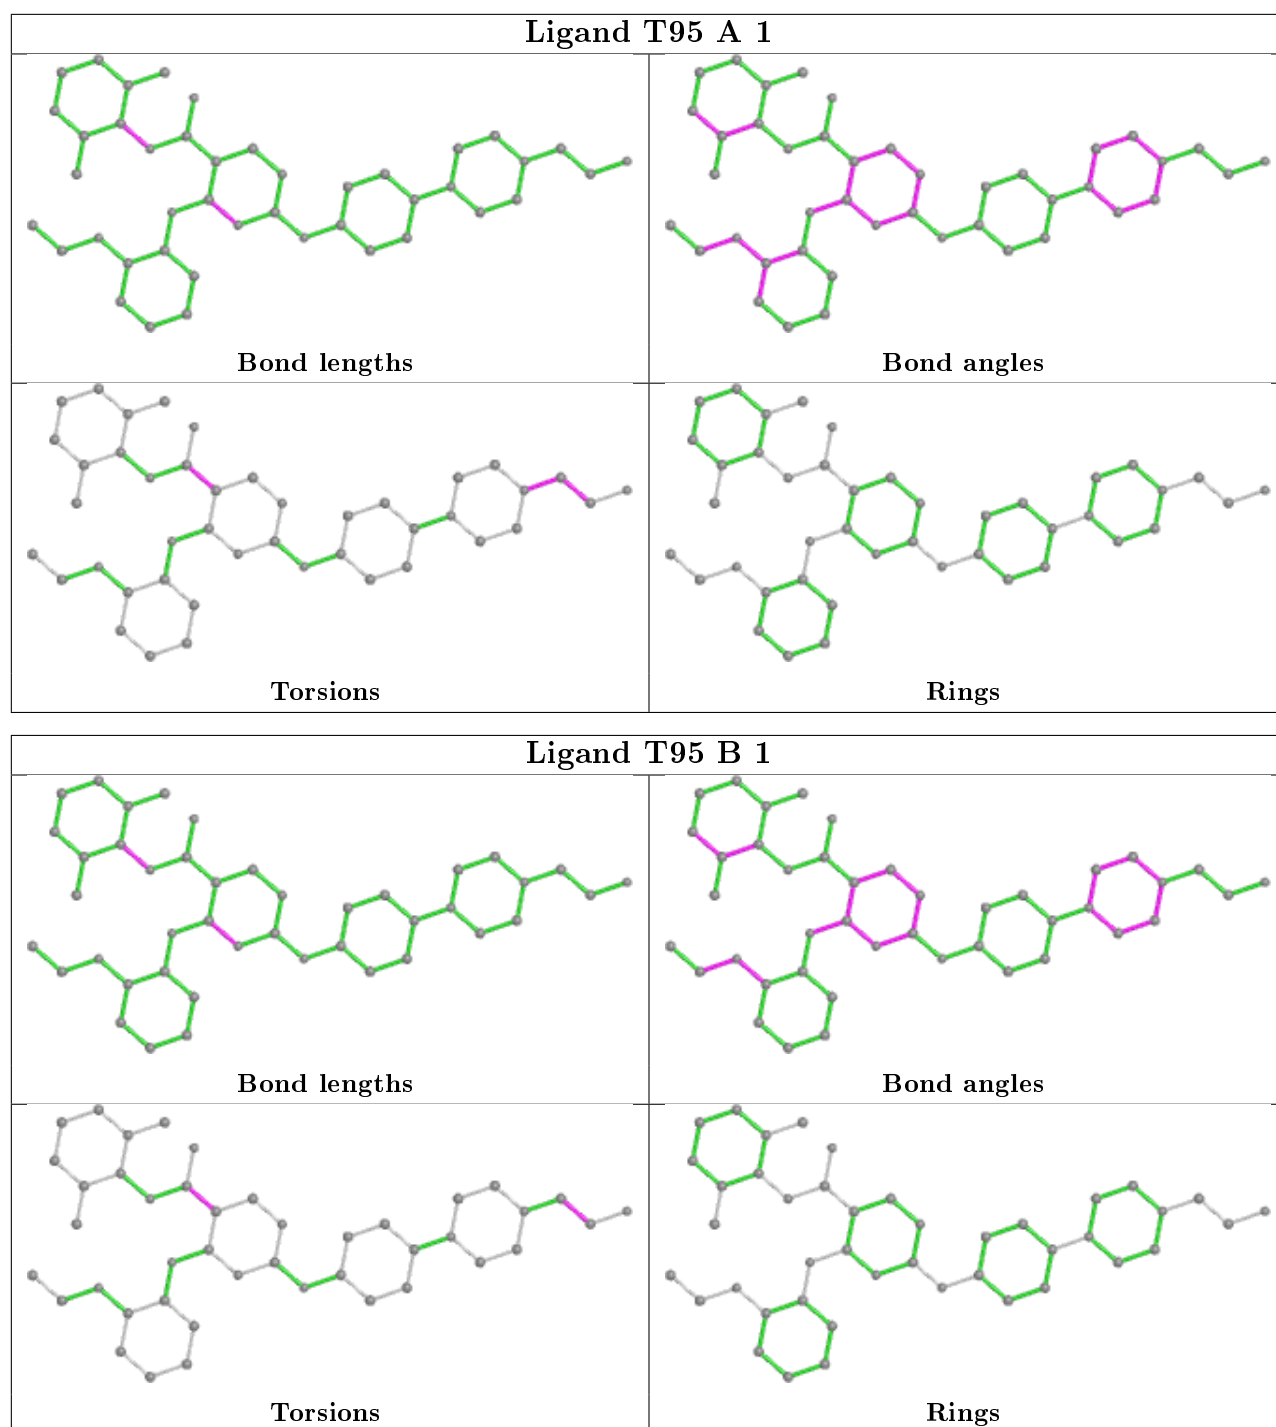 Ligand T95 A 1
Bond lengths
Bond angles
Torsions
Rings
Ligand T95 B 1
Bond lengths
Bond angles
Torsions
Rings